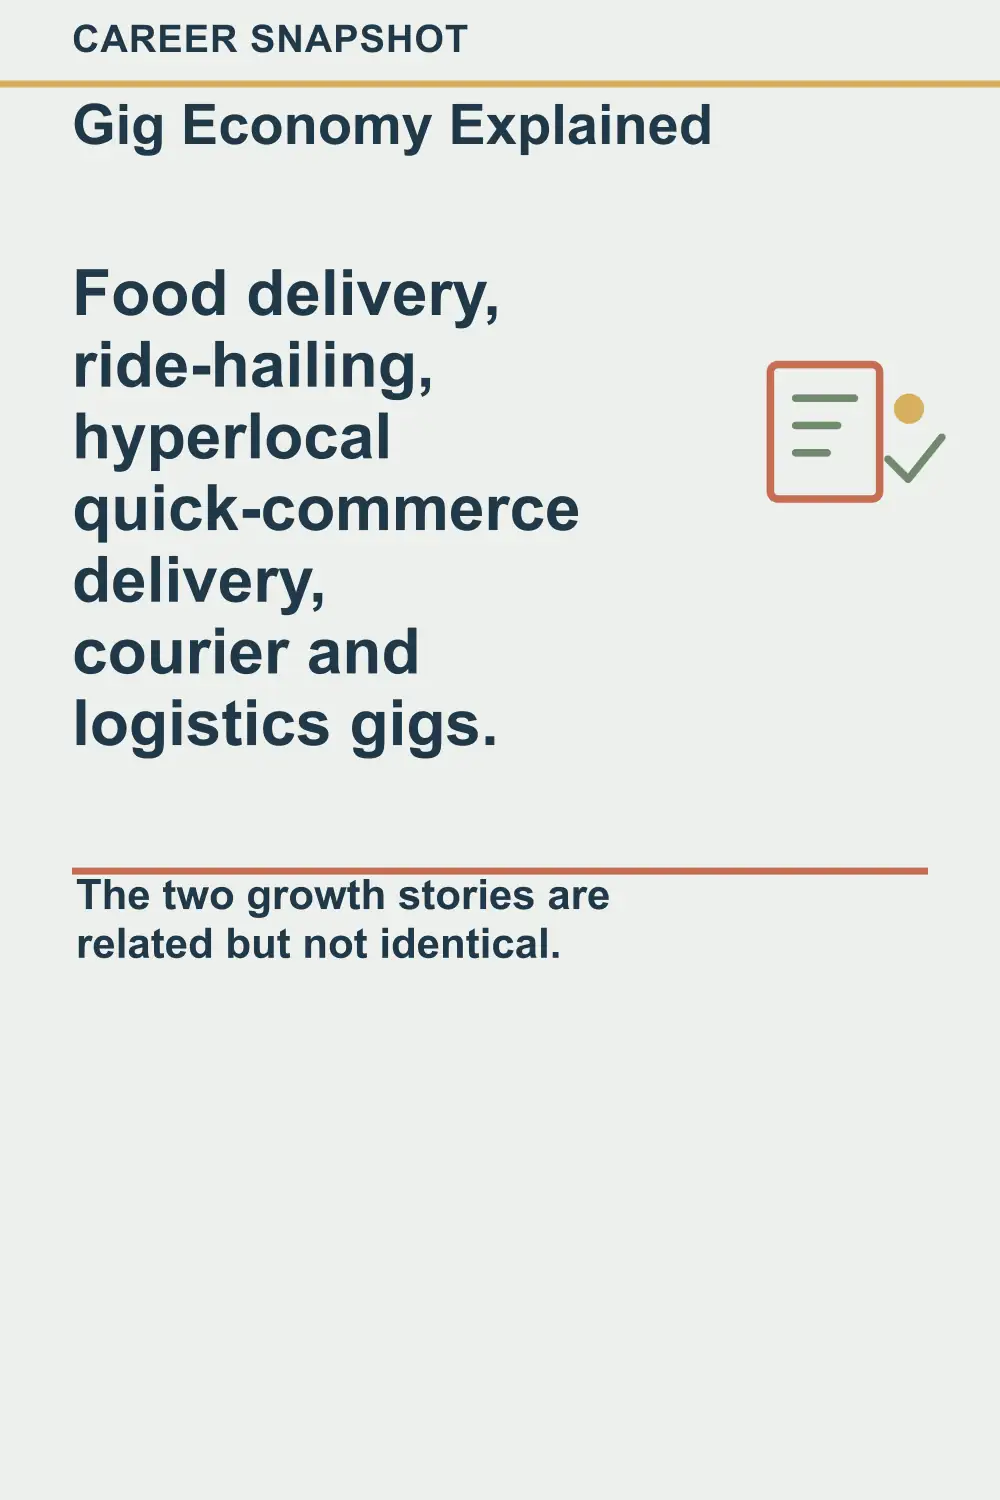 CAREER SNAPSHOT
Gig Economy Explained
Food delivery,
ride-hailing,
hyperlocal
quick-commerce
delivery,
courier and
logistics gigs.
The two growth stories are
related but not identical.